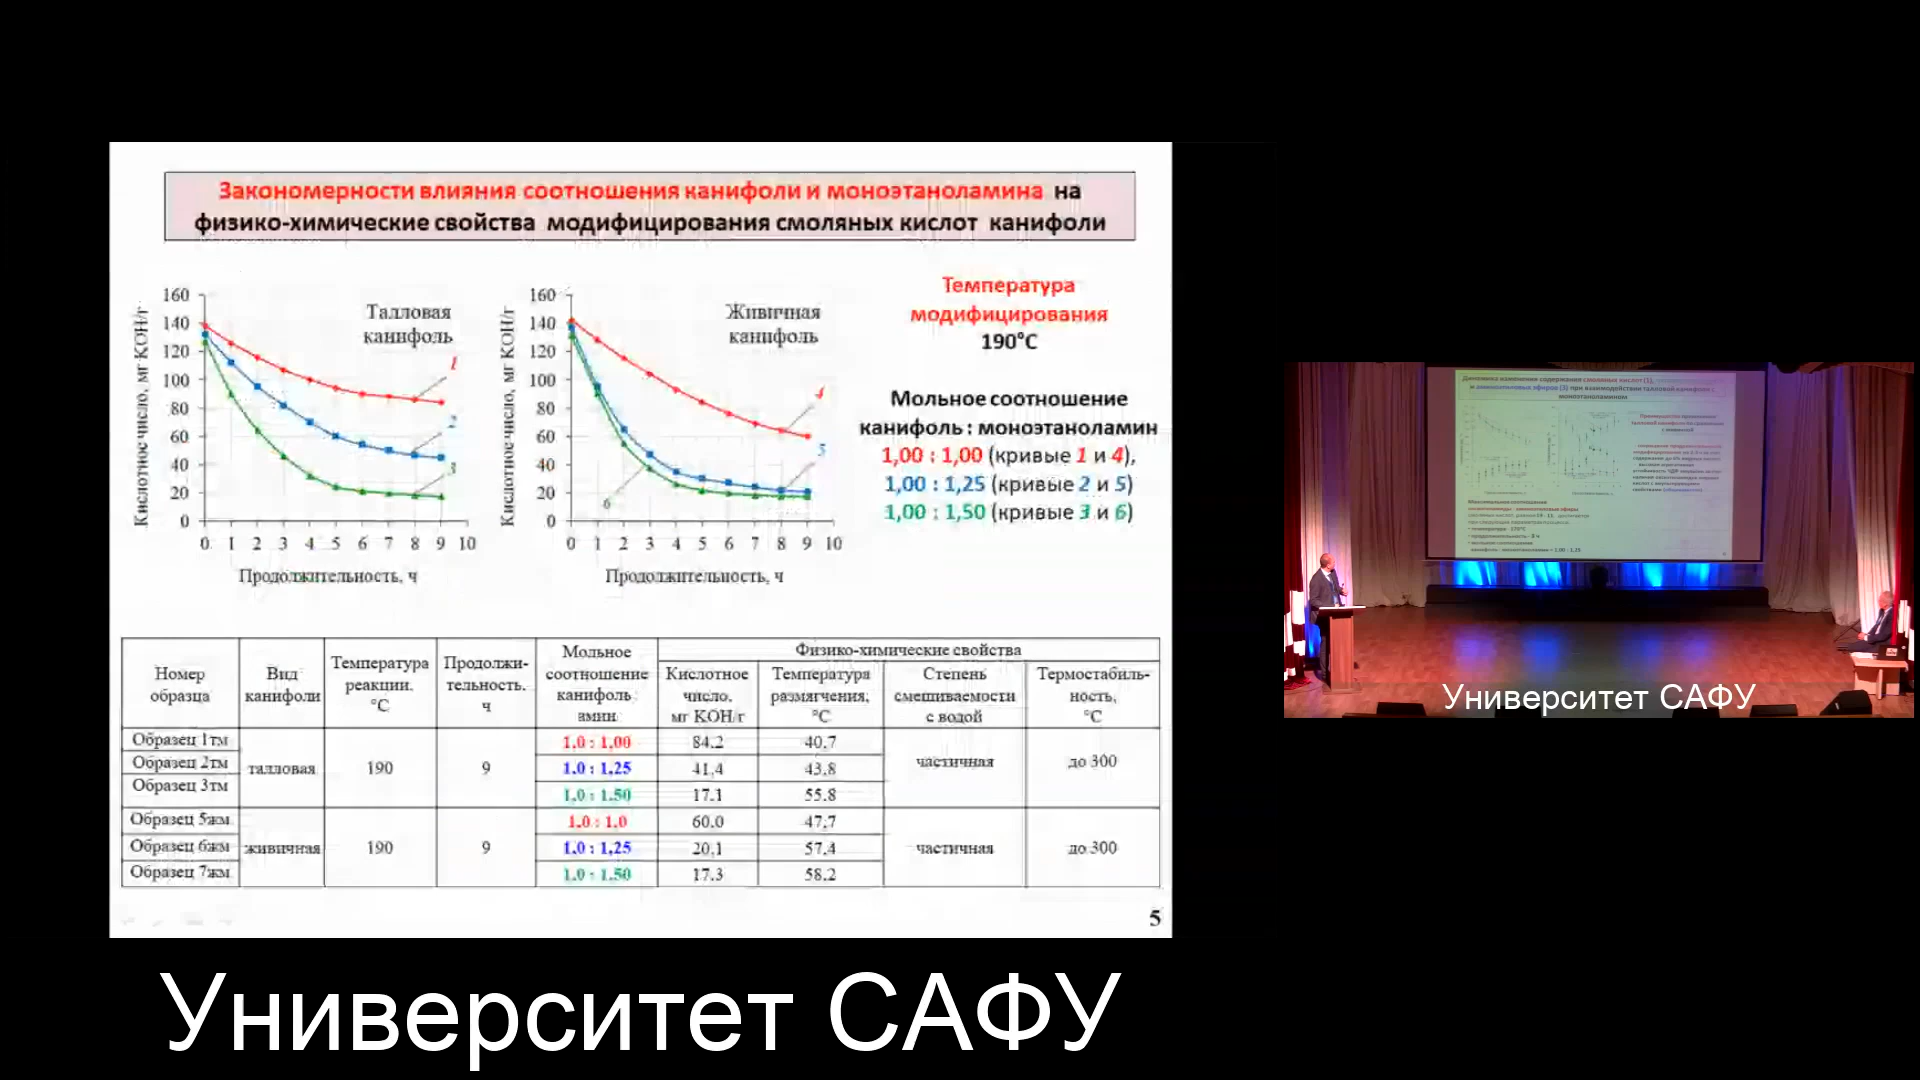 Закономерности влияния соотношения канифоли и моноэтаноламина на
физико-химические свойства модифицирования смоляных кислот канифоли
Кислотное число, мг КОН/г
160
140
120
100
80
60
40
20
0
0 1 2 3 4 5 6 7 8 9 10
Продолжительность, ч
Талловая
канифоль
1
2
3
Кислотное число, мг КОН/г
160
140
120
100
80
60
40
20
0
0 1 2 3 4 5 6 7 8 9 10
Продолжительность, ч
Живичная
канифоль
4
5
6
Температура
модифицирования
190°С
Мольное соотношение
канифоль : моноэтаноламин
1,00 : 1,00 (кривые 1 и 4),
1,00 : 1,25 (кривые 2 и 5)
1,00 : 1,50 (кривые 3 и 6)
Номер
образца
Вид
канифоли
Температура
реакции,
°С
Продолжи-
тельность,
ч
Мольное
соотношение
канифоль
амин
Физико-химические свойства
Кислотное
число,
мг КОН/г
Температура
размягчения,
°С
Степень
смешиваемости
с водой
Термостабиль-
ность,
°С
Образец 1тм талловая 190 9 1,0 : 1,00 84,2 40,7 частичная до 300
Образец 2тм 1,0 : 1,25 41,4 43,8
Образец 3тм 1,0 : 1,50 17,1 55,8
Образец 5жм живичная 190 9 1,0 : 1,0 60,0 47,7 частичная до 300
Образец 6жм 1,0 : 1,25 20,1 57,4
Образец 7жм 1,0 : 1,50 17,3 58,2
5
Университет САФУ
Университет САФУ